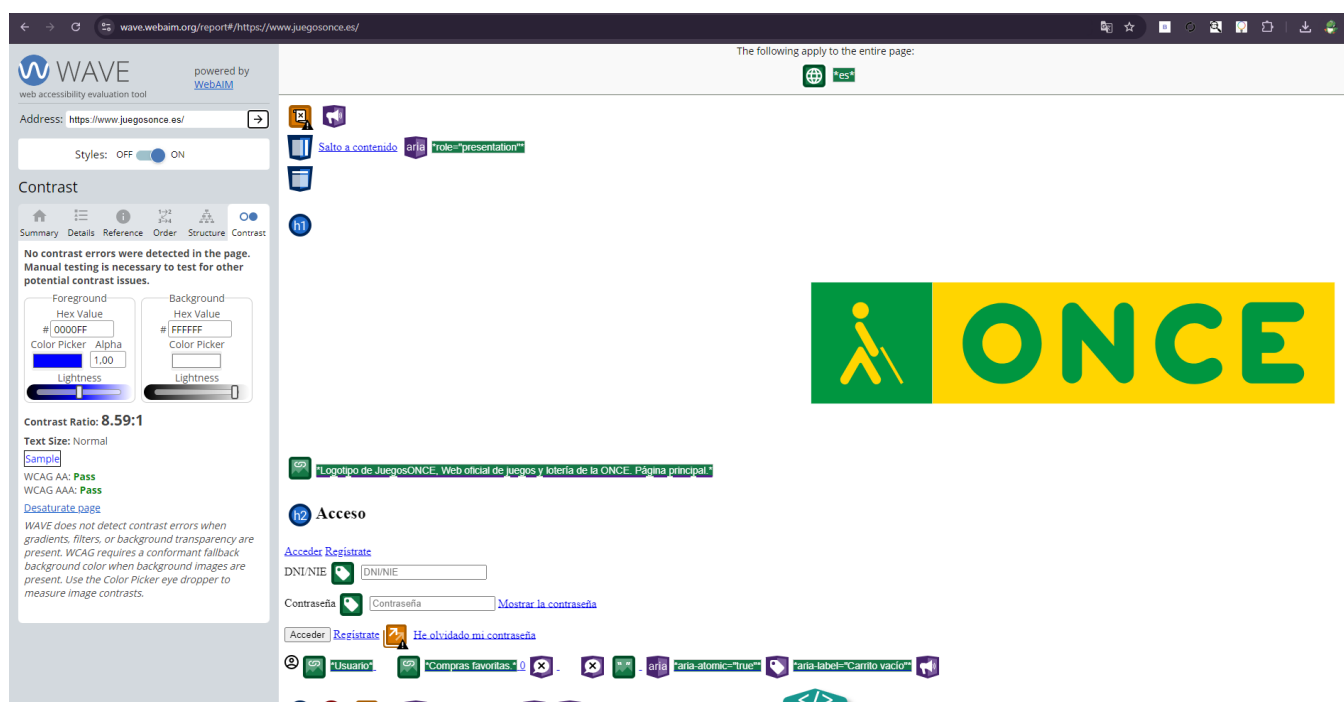 wave.webaim.org/report#/https://www.juegosonce.es/
The following apply to the entire page:
*es*
WAVE
web accessibility evaluation tool
powered by
WebAIM
Address: https://www.juegosonce.es/
Styles: OFF ON
Contrast
Summary Details Reference Order Structure Contrast
No contrast errors were detected in the page.
Manual testing is necessary to test for other
potential contrast issues.
Foreground Background
Hex Value Hex Value
# 0000FF # FFFFFF
Color Picker Alpha Color Picker
1,00
Lightness Lightness
Contrast Ratio: 8.59:1
Text Size: Normal
Sample
WCAG AA: Pass
WCAG AAA: Pass
Desaturate page
WAVE does not detect contrast errors when
gradients, filters, or background transparency are
present. WCAG requires a conformant fallback
background color when background images are
present. Use the Color Picker eye dropper to
measure image contrasts.
Salto a contenido aria *role="presentation"*
h1
ONCE
*Logotipo de JuegosONCE, Web oficial de juegos y lotería de la ONCE. Página principal.*
h2 Acceso
Acceder Regístrate
DNI/NIE DNI/NIE
Contraseña Contraseña Mostrar la contraseña
Acceder Regístrate He olvidado mi contraseña
*Usuario* *Compras favoritas.* 0 aria *aria-atomic="true"* *aria-label="Carrito vacío"*